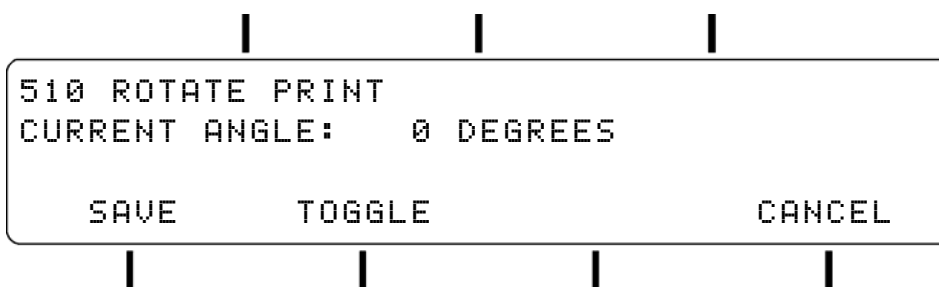 510 ROTATE PRINT
CURRENT ANGLE: 0 DEGREES
SAVE TOGGLE CANCEL